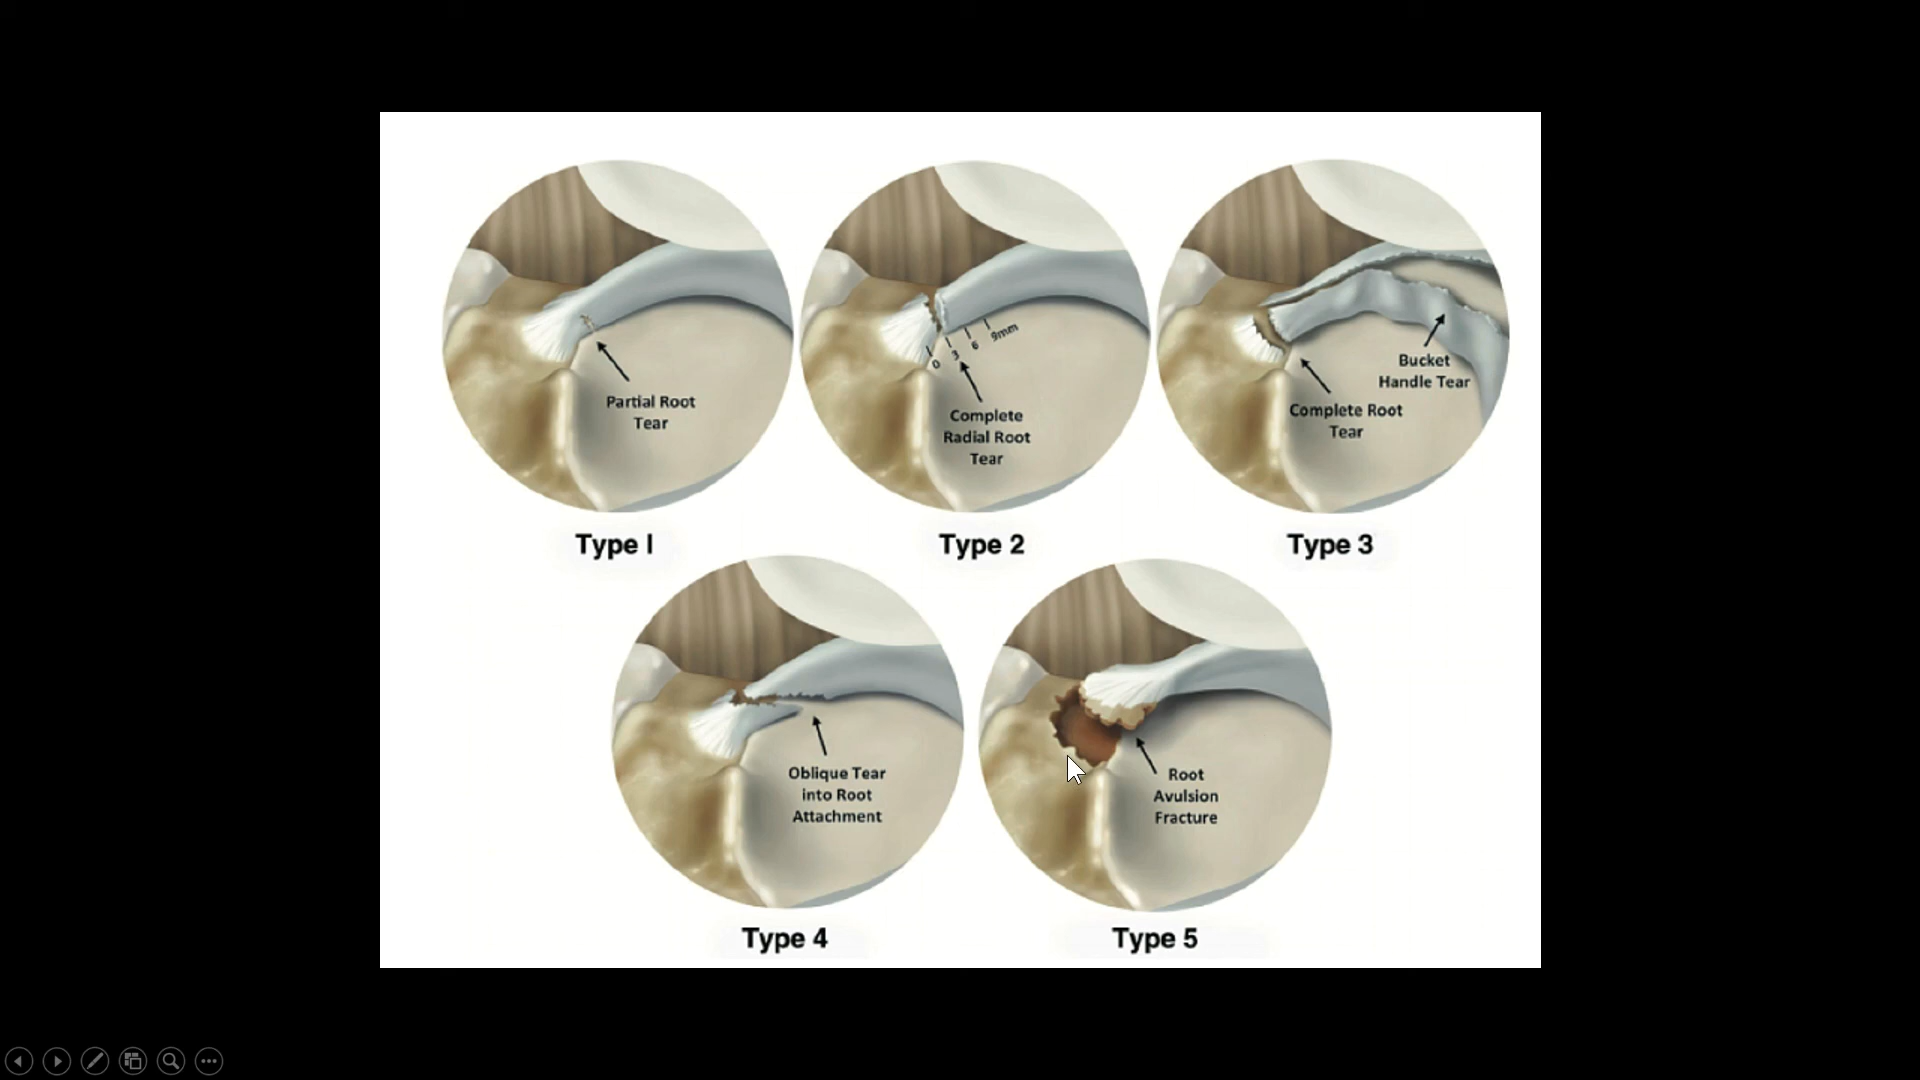 Partial Root
Tear
0
3
6
9mm
Complete
Radial Root
Tear
Bucket
Handle Tear
Complete Root
Tear
Type I
Type 2
Type 3
Oblique Tear
into Root
Attachment
Root
Avulsion
Fracture
Type 4
Type 5